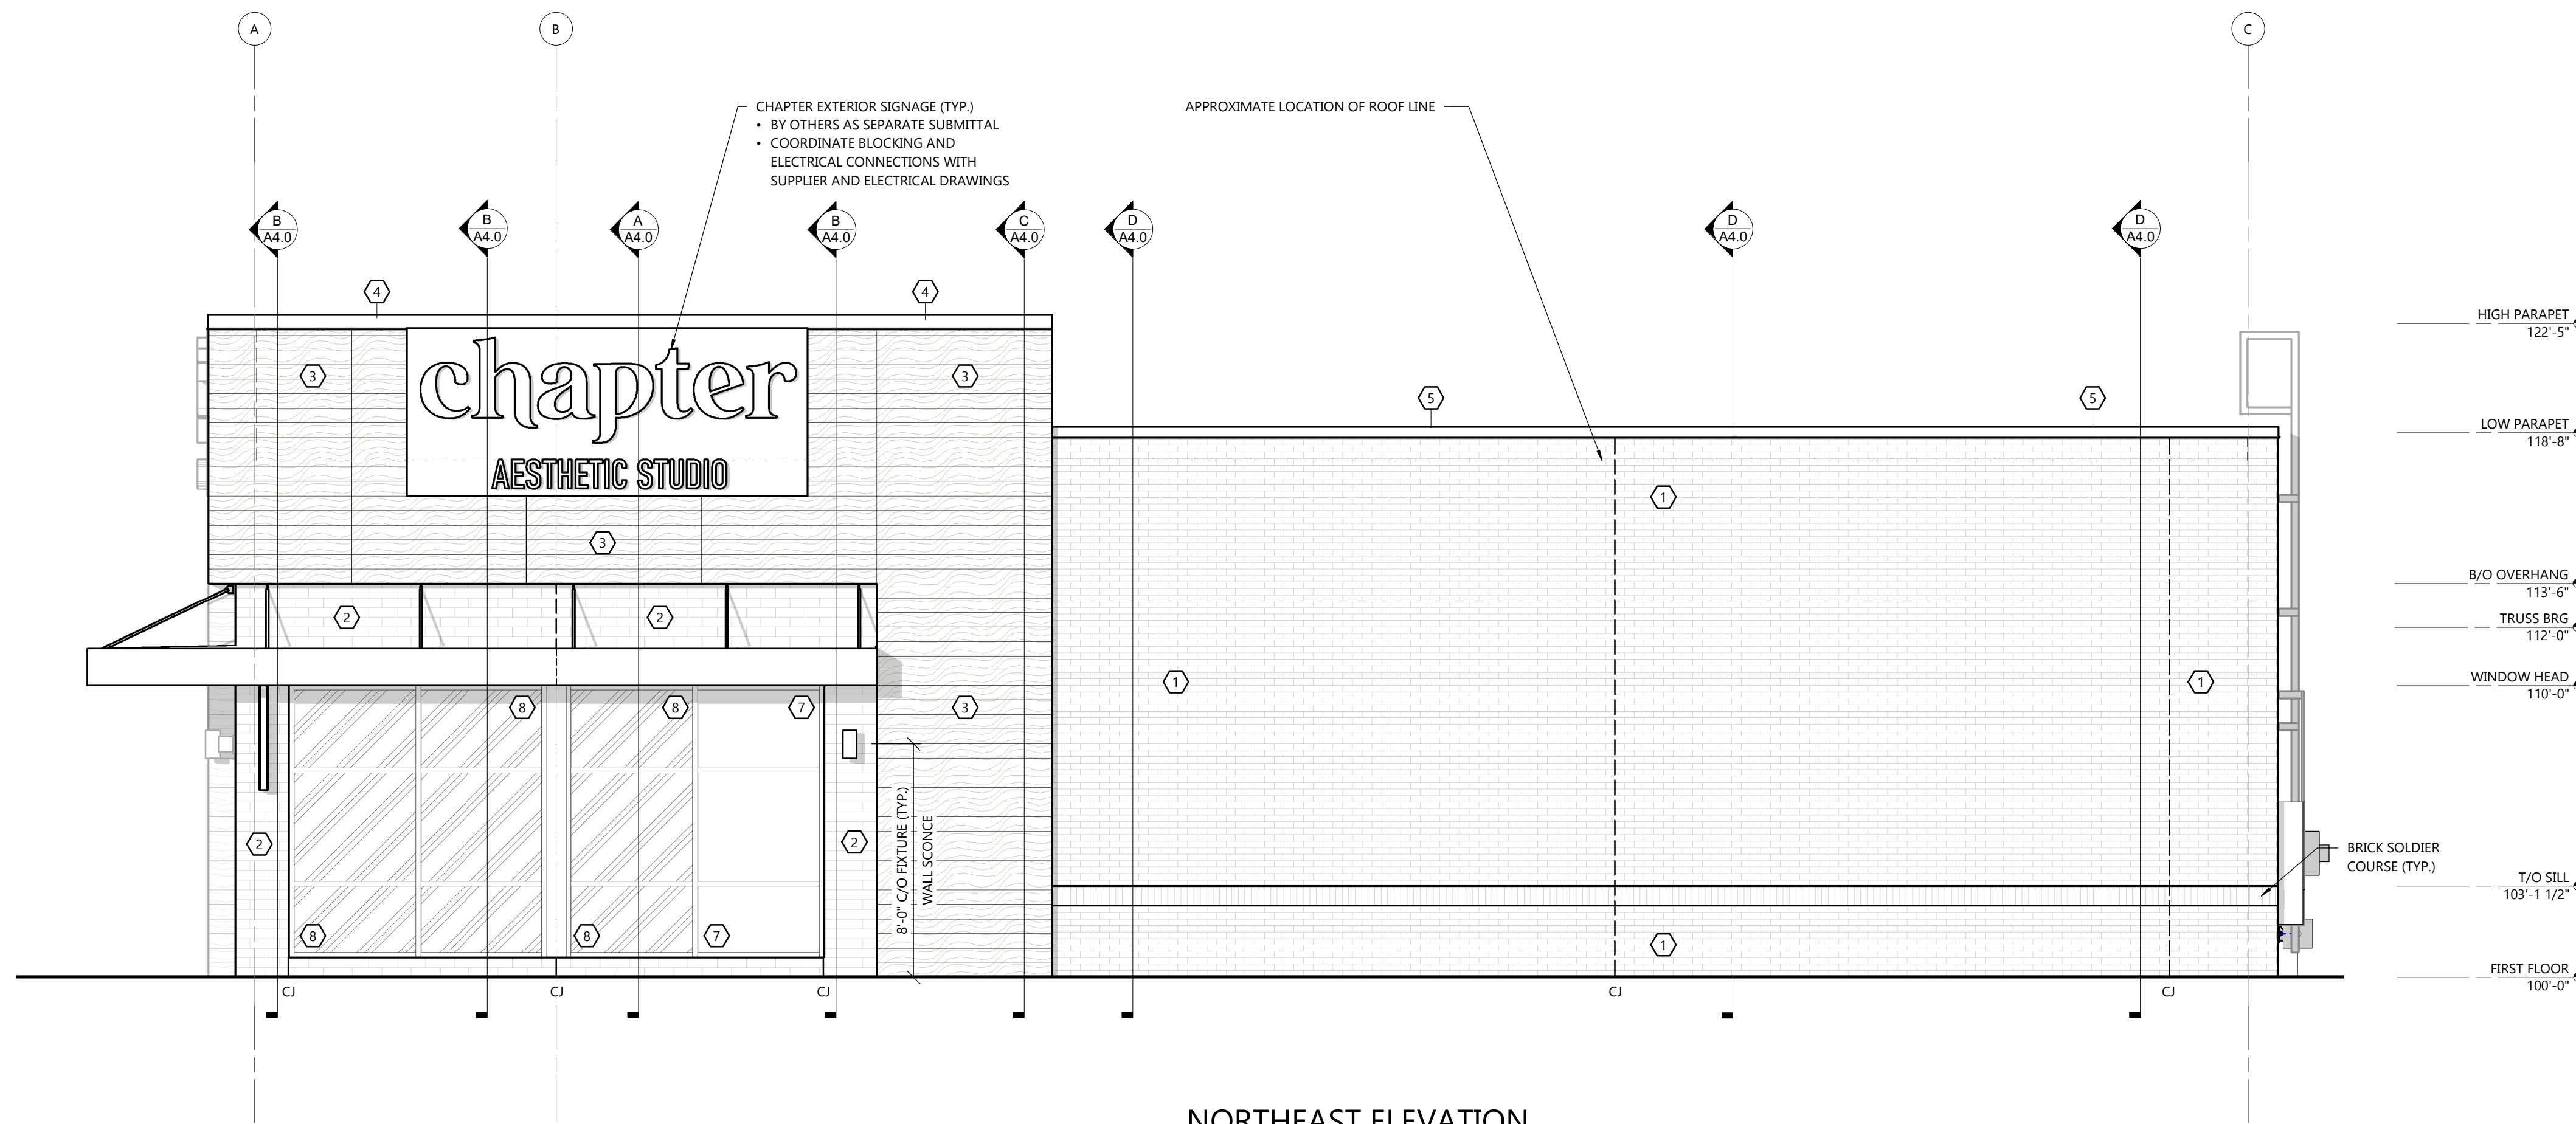 A
B
C
CHAPTER EXTERIOR SIGNAGE (TYP.)
• BY OTHERS AS SEPARATE SUBMITTAL
• COORDINATE BLOCKING AND
ELECTRICAL CONNECTIONS WITH
SUPPLIER AND ELECTRICAL DRAWINGS
APPROXIMATE LOCATION OF ROOF LINE
B
A4.0
B
A4.0
A
A4.0
B
A4.0
C
A4.0
D
A4.0
D
A4.0
D
A4.0
4
4
HIGH PARAPET
122'-5"
3
chapter
3
5
5
LOW PARAPET
118'-8"
AESTHETIC STUDIO
1
3
B/O OVERHANG
113'-6"
2
2
TRUSS BRG
112'-0"
1
1
WINDOW HEAD
110'-0"
8
8
7
3
8'-0" C/O FIXTURE (TYP.)
WALL SCONCE
2
2
BRICK SOLDIER
COURSE (TYP.)
T/O SILL
103'-1 1/2"
8
8
7
1
FIRST FLOOR
100'-0"
CJ
CJ
CJ
CJ
CJ
NORTHEAST ELEVATION